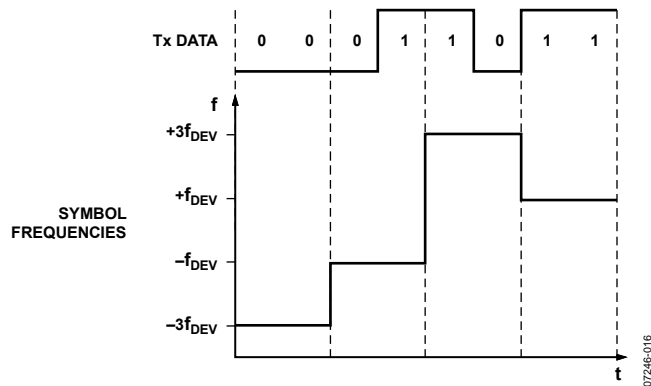 Tx DATA 0 0 0 1 1 0 1 1
f
+3fDEV
+fDEV
SYMBOL
FREQUENCIES
–fDEV
–3fDEV
t
07246-016